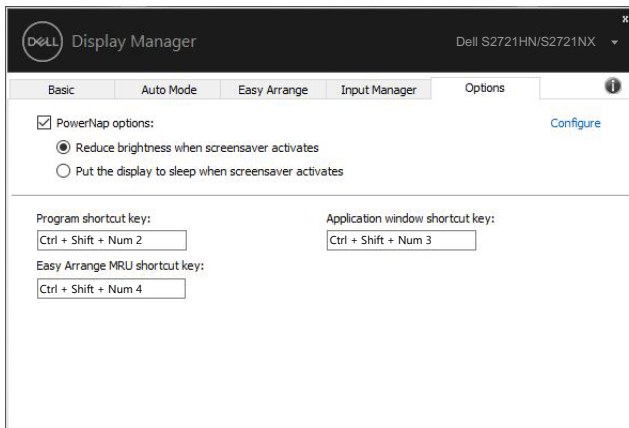 x
DELL Display Manager Dell S2721HN/S2721NX
Basic Auto Mode Easy Arrange Input Manager Options i
PowerNap options: Configure
Reduce brightness when screensaver activates
Put the display to sleep when screensaver activates
Program shortcut key: Application window shortcut key:
Ctrl + Shift + Num 2 Ctrl + Shift + Num 3
Easy Arrange MRU shortcut key:
Ctrl + Shift + Num 4